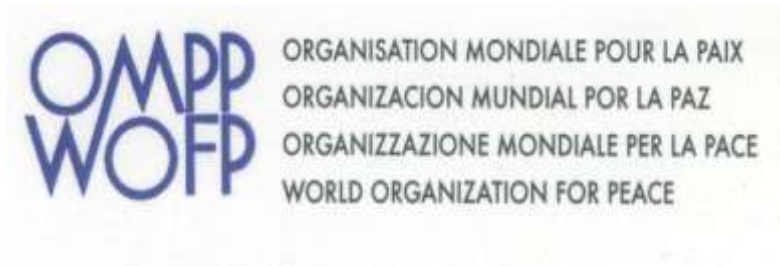 OMPP
WOFP
ORGANISATION MONDIALE POUR LA PAIX
ORGANIZACION MUNDIAL POR LA PAZ
ORGANIZZAZIONE MONDIALE PER LA PACE
WORLD ORGANIZATION FOR PEACE